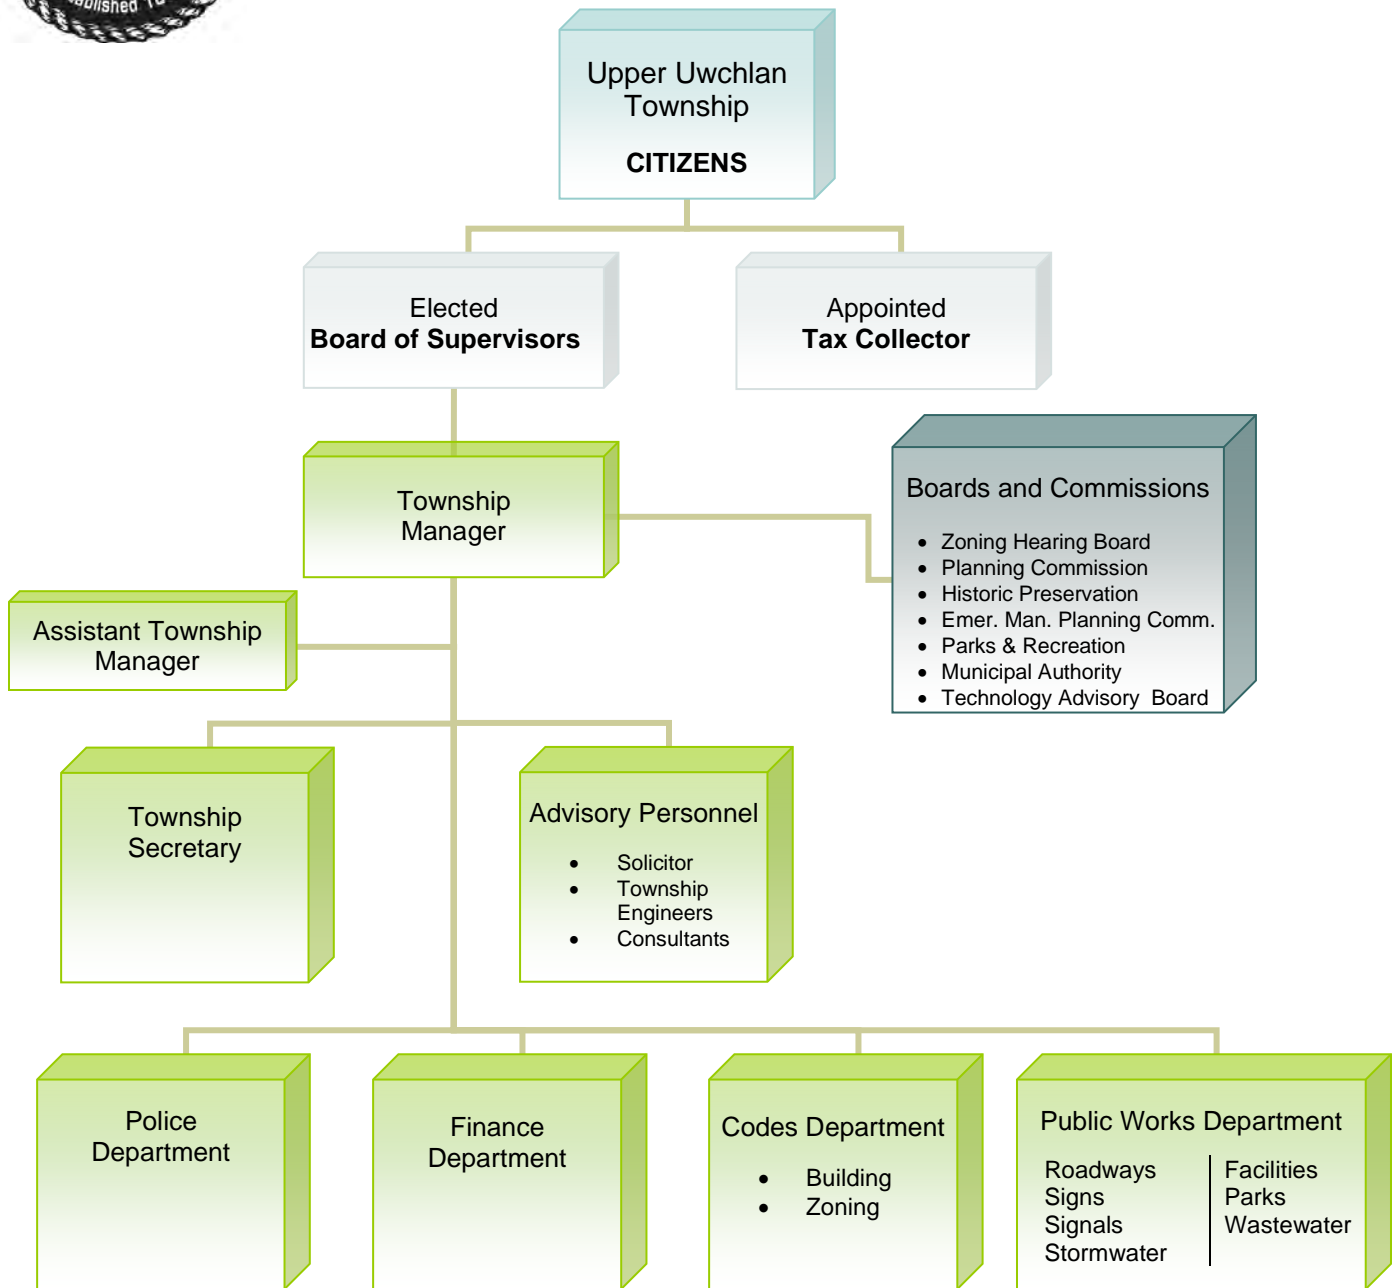 Established
Upper Uwchlan
Township
CITIZENS
Elected
Board of Supervisors
Appointed
Tax Collector
Township
Manager
Boards and Commissions
• Zoning Hearing Board
• Planning Commission
• Historic Preservation
• Emer. Man. Planning Comm.
• Parks & Recreation
• Municipal Authority
• Technology Advisory Board
Assistant Township
Manager
Township
Secretary
Advisory Personnel
• Solicitor
• Township
Engineers
• Consultants
Police
Department
Finance
Department
Codes Department
• Building
• Zoning
Public Works Department
Roadways
Signs
Signals
Stormwater
Facilities
Parks
Wastewater